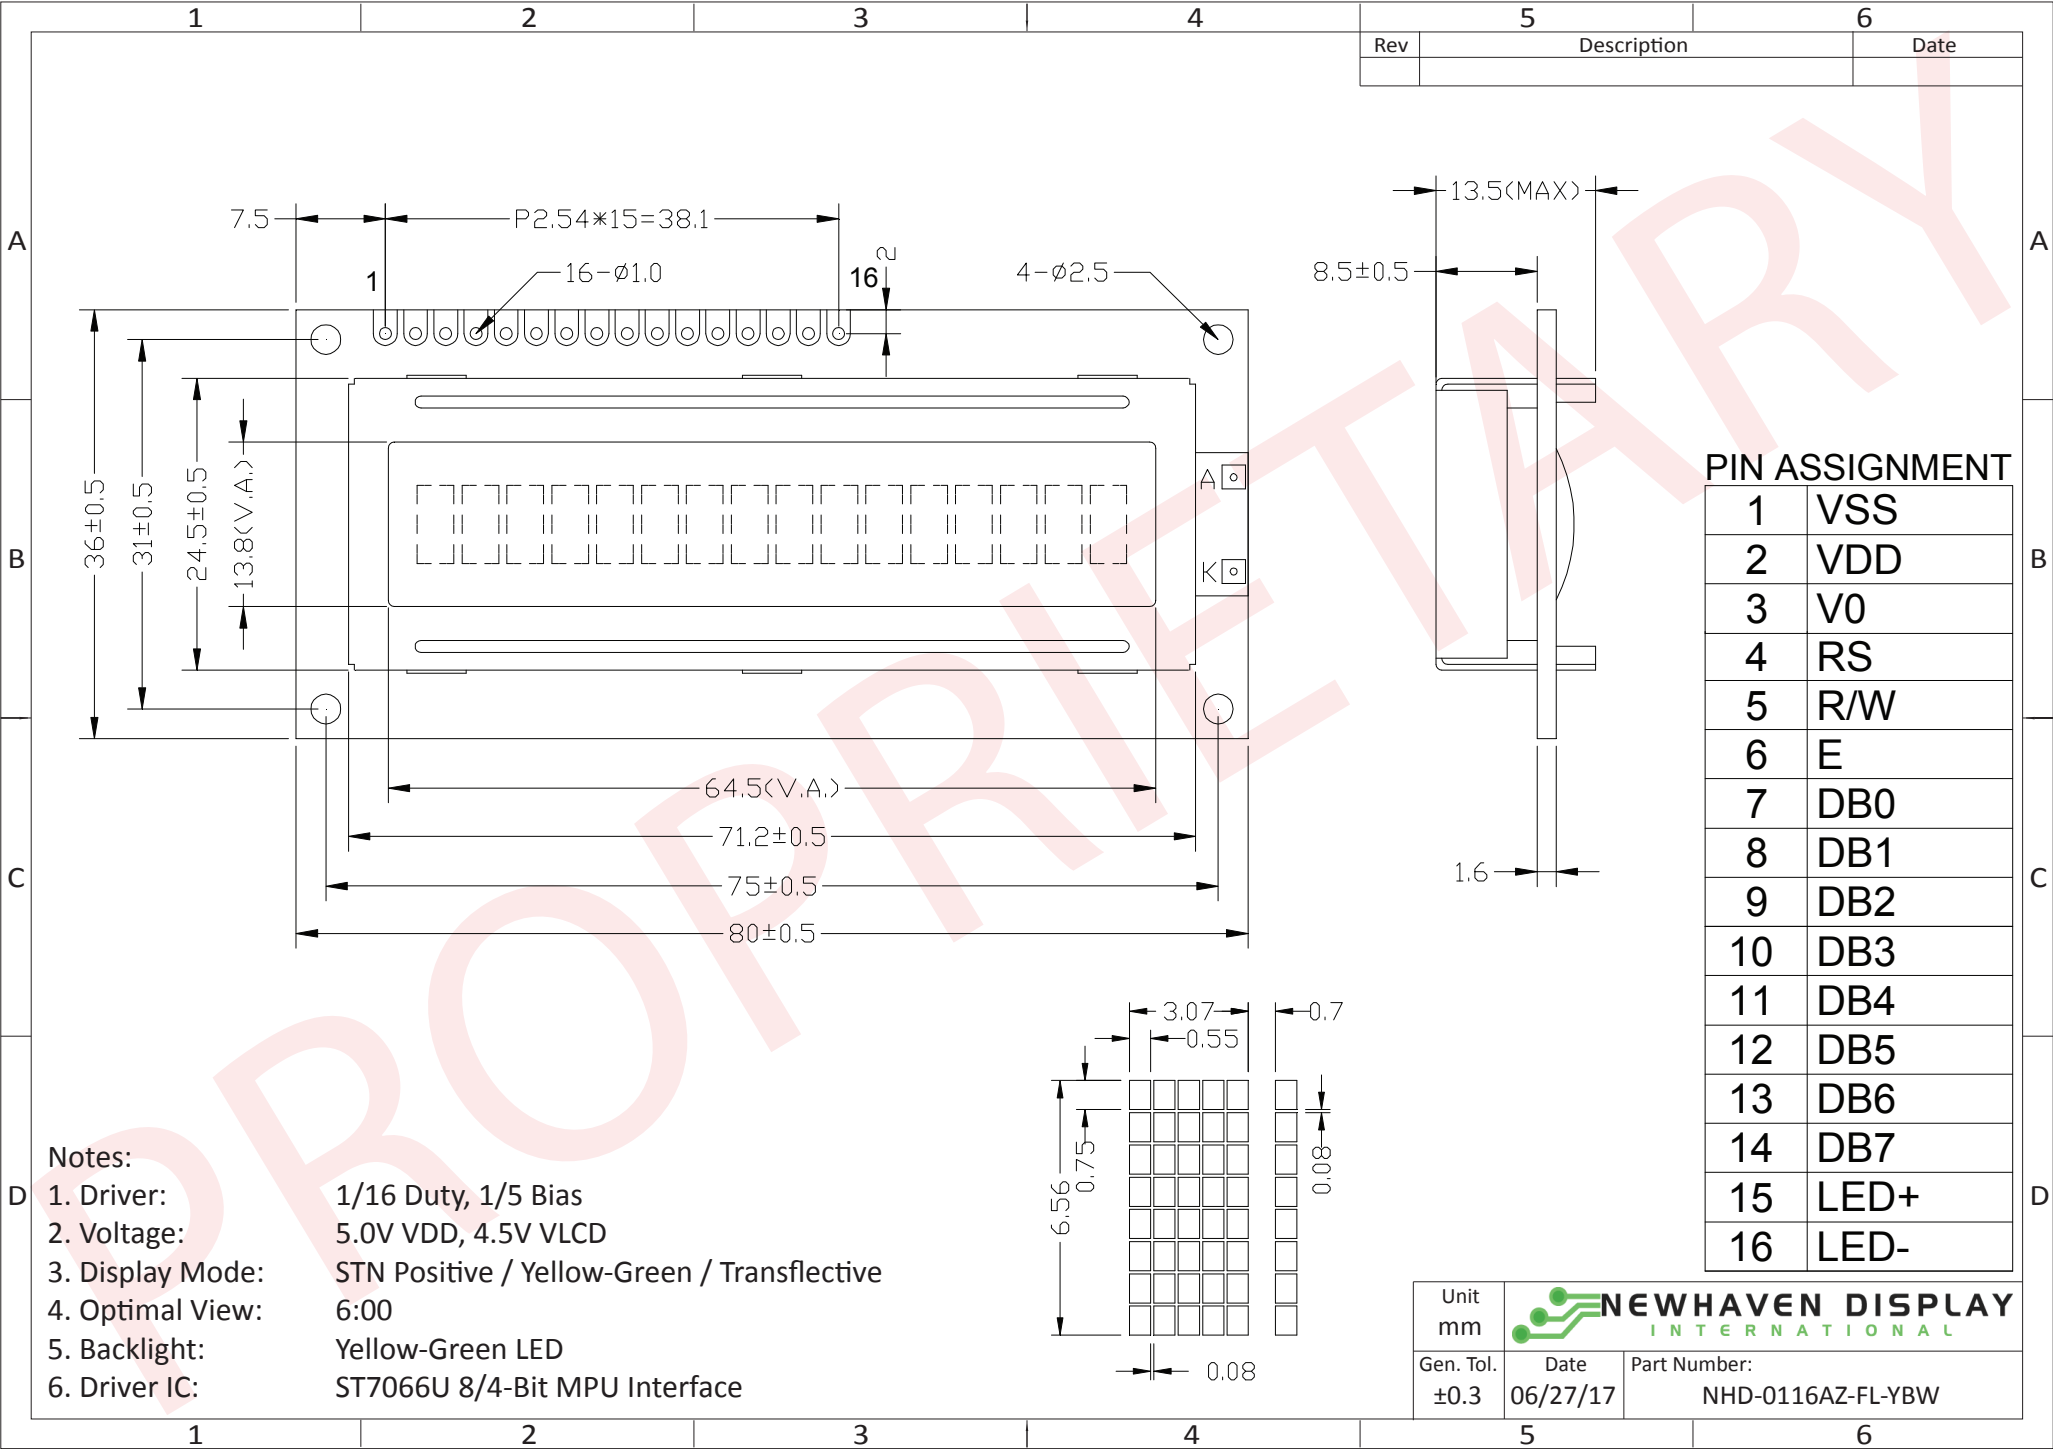 1 2 3 4 5 6
Rev Description Date
A A
B B
C C
D D
7.5
P2.54*15=38.1
1
16-ø1.0
16
2
4-ø2.5
13.5(MAX)
8.5±0.5
36±0.5
31±0.5
24.5±0.5
13.8(V.A.)
A
K
64.5(V.A.)
71.2±0.5
75±0.5
80±0.5
1.6
PIN ASSIGNMENT
1 VSS
2 VDD
3 V0
4 RS
5 R/W
6 E
7 DB0
8 DB1
9 DB2
10 DB3
11 DB4
12 DB5
13 DB6
14 DB7
15 LED+
16 LED-
3.07
0.7
0.55
0.75
6.56
0.08
0.08
Notes:
1. Driver: 1/16 Duty, 1/5 Bias
2. Voltage: 5.0V VDD, 4.5V VLCD
3. Display Mode: STN Positive / Yellow-Green / Transflective
4. Optimal View: 6:00
5. Backlight: Yellow-Green LED
6. Driver IC: ST7066U 8/4-Bit MPU Interface
Unit
mm
NEWHAVEN DISPLAY
INTERNATIONAL
Gen. Tol.
±0.3
Date
06/27/17
Part Number:
NHD-0116AZ-FL-YBW
1 2 3 4 5 6
PROPRIETARY